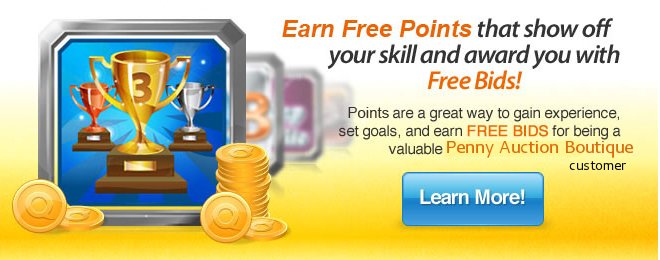 Earn Free Points that show off
your skill and award you with
Free Bids!
Points are a great way to gain experience,
set goals, and earn FREE BIDS for being a
valuable Penny Auction Boutique
customer
Learn More!
3
Q
Q